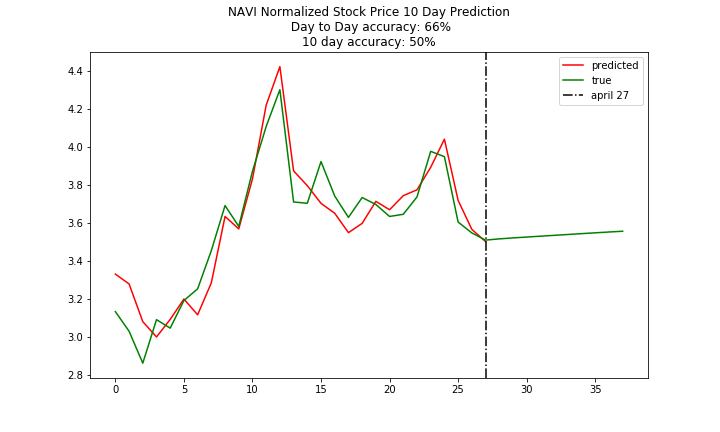 NAVI Normalized Stock Price 10 Day Prediction
Day to Day accuracy: 66%
10 day accuracy: 50%
predicted
true
april 27
4.4
4.2
4.0
3.8
3.6
3.4
3.2
3.0
2.8
0 5 10 15 20 25 30 35